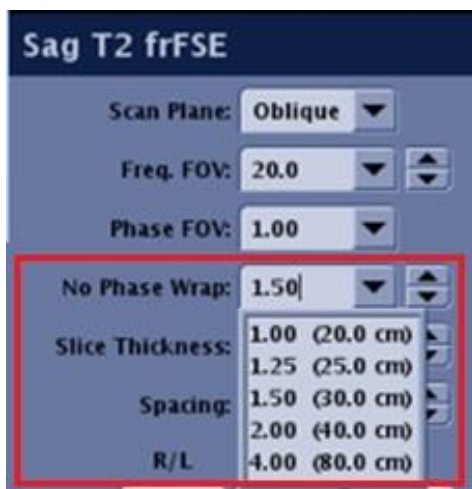 Sag T2 frFSE
Scan Plane: Oblique
Freq. FOV: 20.0
Phase FOV: 1.00
No Phase Wrap: 1.50
Slice Thickness:
1.00 (20.0 cm)
1.25 (25.0 cm)
Spacing:
1.50 (30.0 cm)
2.00 (40.0 cm)
R/L
4.00 (80.0 cm)